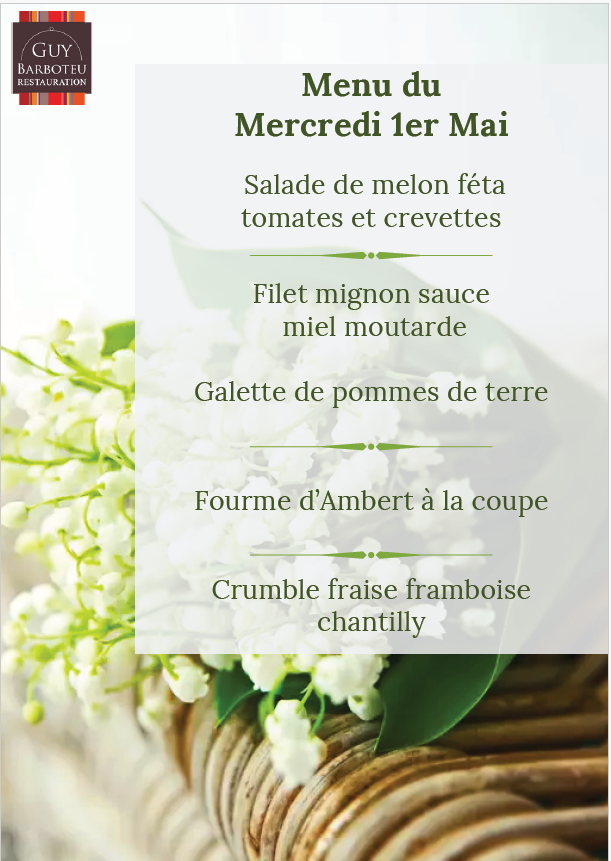 GUY
BARBOTEU
RESTAURATION
Menu du
Mercredi 1er Mai
Salade de melon féta
tomates et crevettes
Filet mignon sauce
miel moutarde
Galette de pommes de terre
Fourme d’Ambert à la coupe
Crumble fraise framboise
chantilly